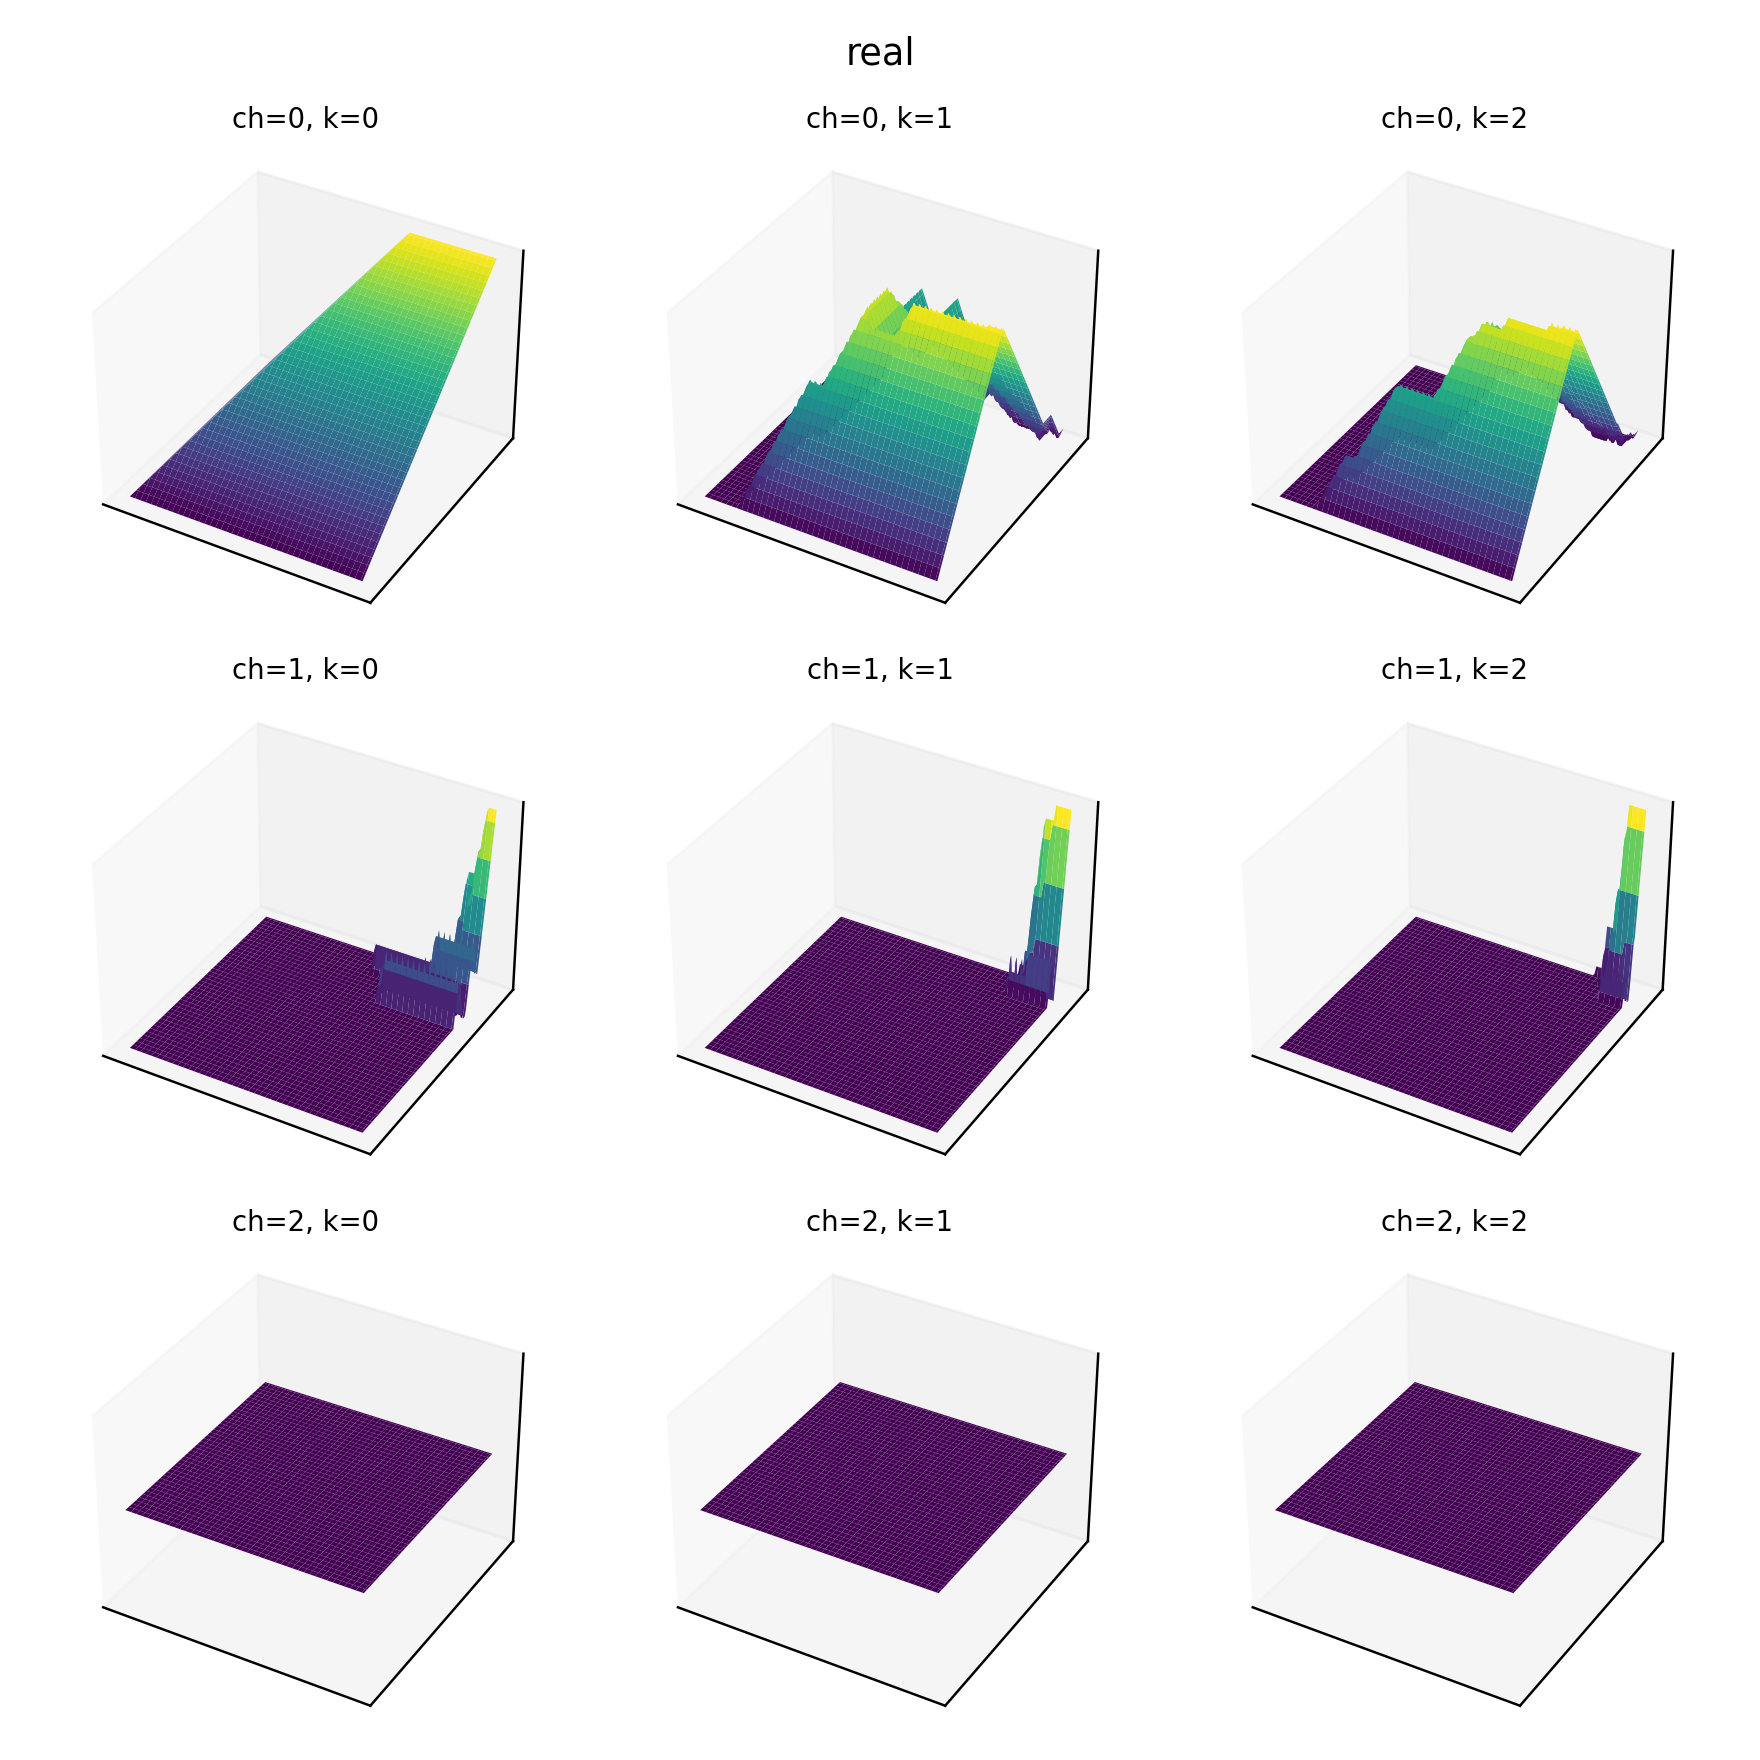 real
ch=0, k=0
ch=0, k=1
ch=0, k=2
ch=1, k=0
ch=1, k=1
ch=1, k=2
ch=2, k=0
ch=2, k=1
ch=2, k=2